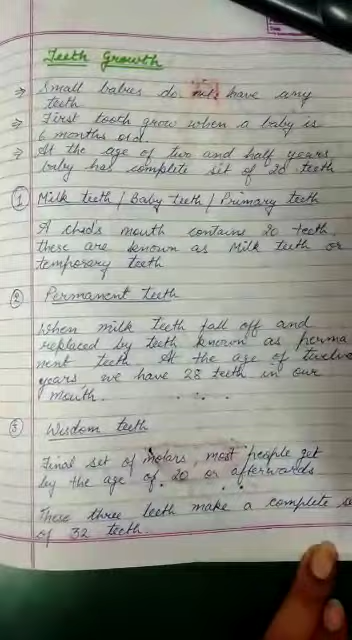 Teeth Growth
⇒ Small babies do not have any
teeth
⇒ First tooth grow when a baby is
6 months old
⇒ At the age of two and half years
baby has complete set of 20 teeth
① Milk teeth / Baby teeth / Primary teeth
A child's mouth contains 20 teeth.
these are known as Milk teeth or
temporary teeth
② Permanent teeth
When milk teeth fall off and
replaced by teeth known as perma
nent teeth. At the age of twelve
years we have 28 teeth in our
mouth.
③ Wisdom teeth
Final set of molars, most people get
by the age of 20 or afterwards
These three teeth make a complete
of 32 teeth.